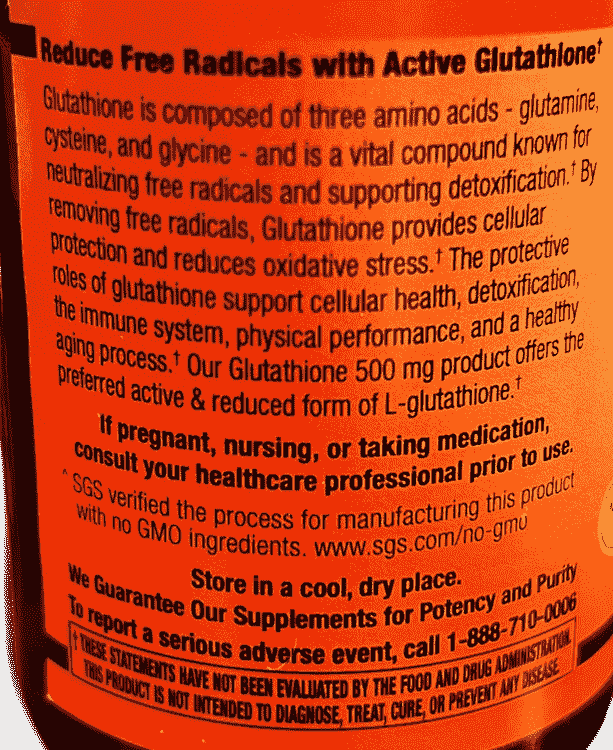 Reduce Free Radicals with Active Glutathione†
Glutathione is composed of three amino acids - glutamine,
cysteine, and glycine - and is a vital compound known for
neutralizing free radicals and supporting detoxification.† By
removing free radicals, Glutathione provides cellular
protection and reduces oxidative stress.† The protective
roles of glutathione support cellular health, detoxification,
the immune system, physical performance, and a healthy
aging process.† Our Glutathione 500 mg product offers the
preferred active & reduced form of L-glutathione.†
If pregnant, nursing, or taking medication,
consult your healthcare professional prior to use.
^ SGS verified the process for manufacturing this product
with no GMO ingredients. www.sgs.com/no-gmo
Store in a cool, dry place.
We Guarantee Our Supplements for Potency and Purity
To report a serious adverse event, call 1-888-710-0006
† THESE STATEMENTS HAVE NOT BEEN EVALUATED BY THE FOOD AND DRUG ADMINISTRATION.
THIS PRODUCT IS NOT INTENDED TO DIAGNOSE, TREAT, CURE, OR PREVENT ANY DISEASE.